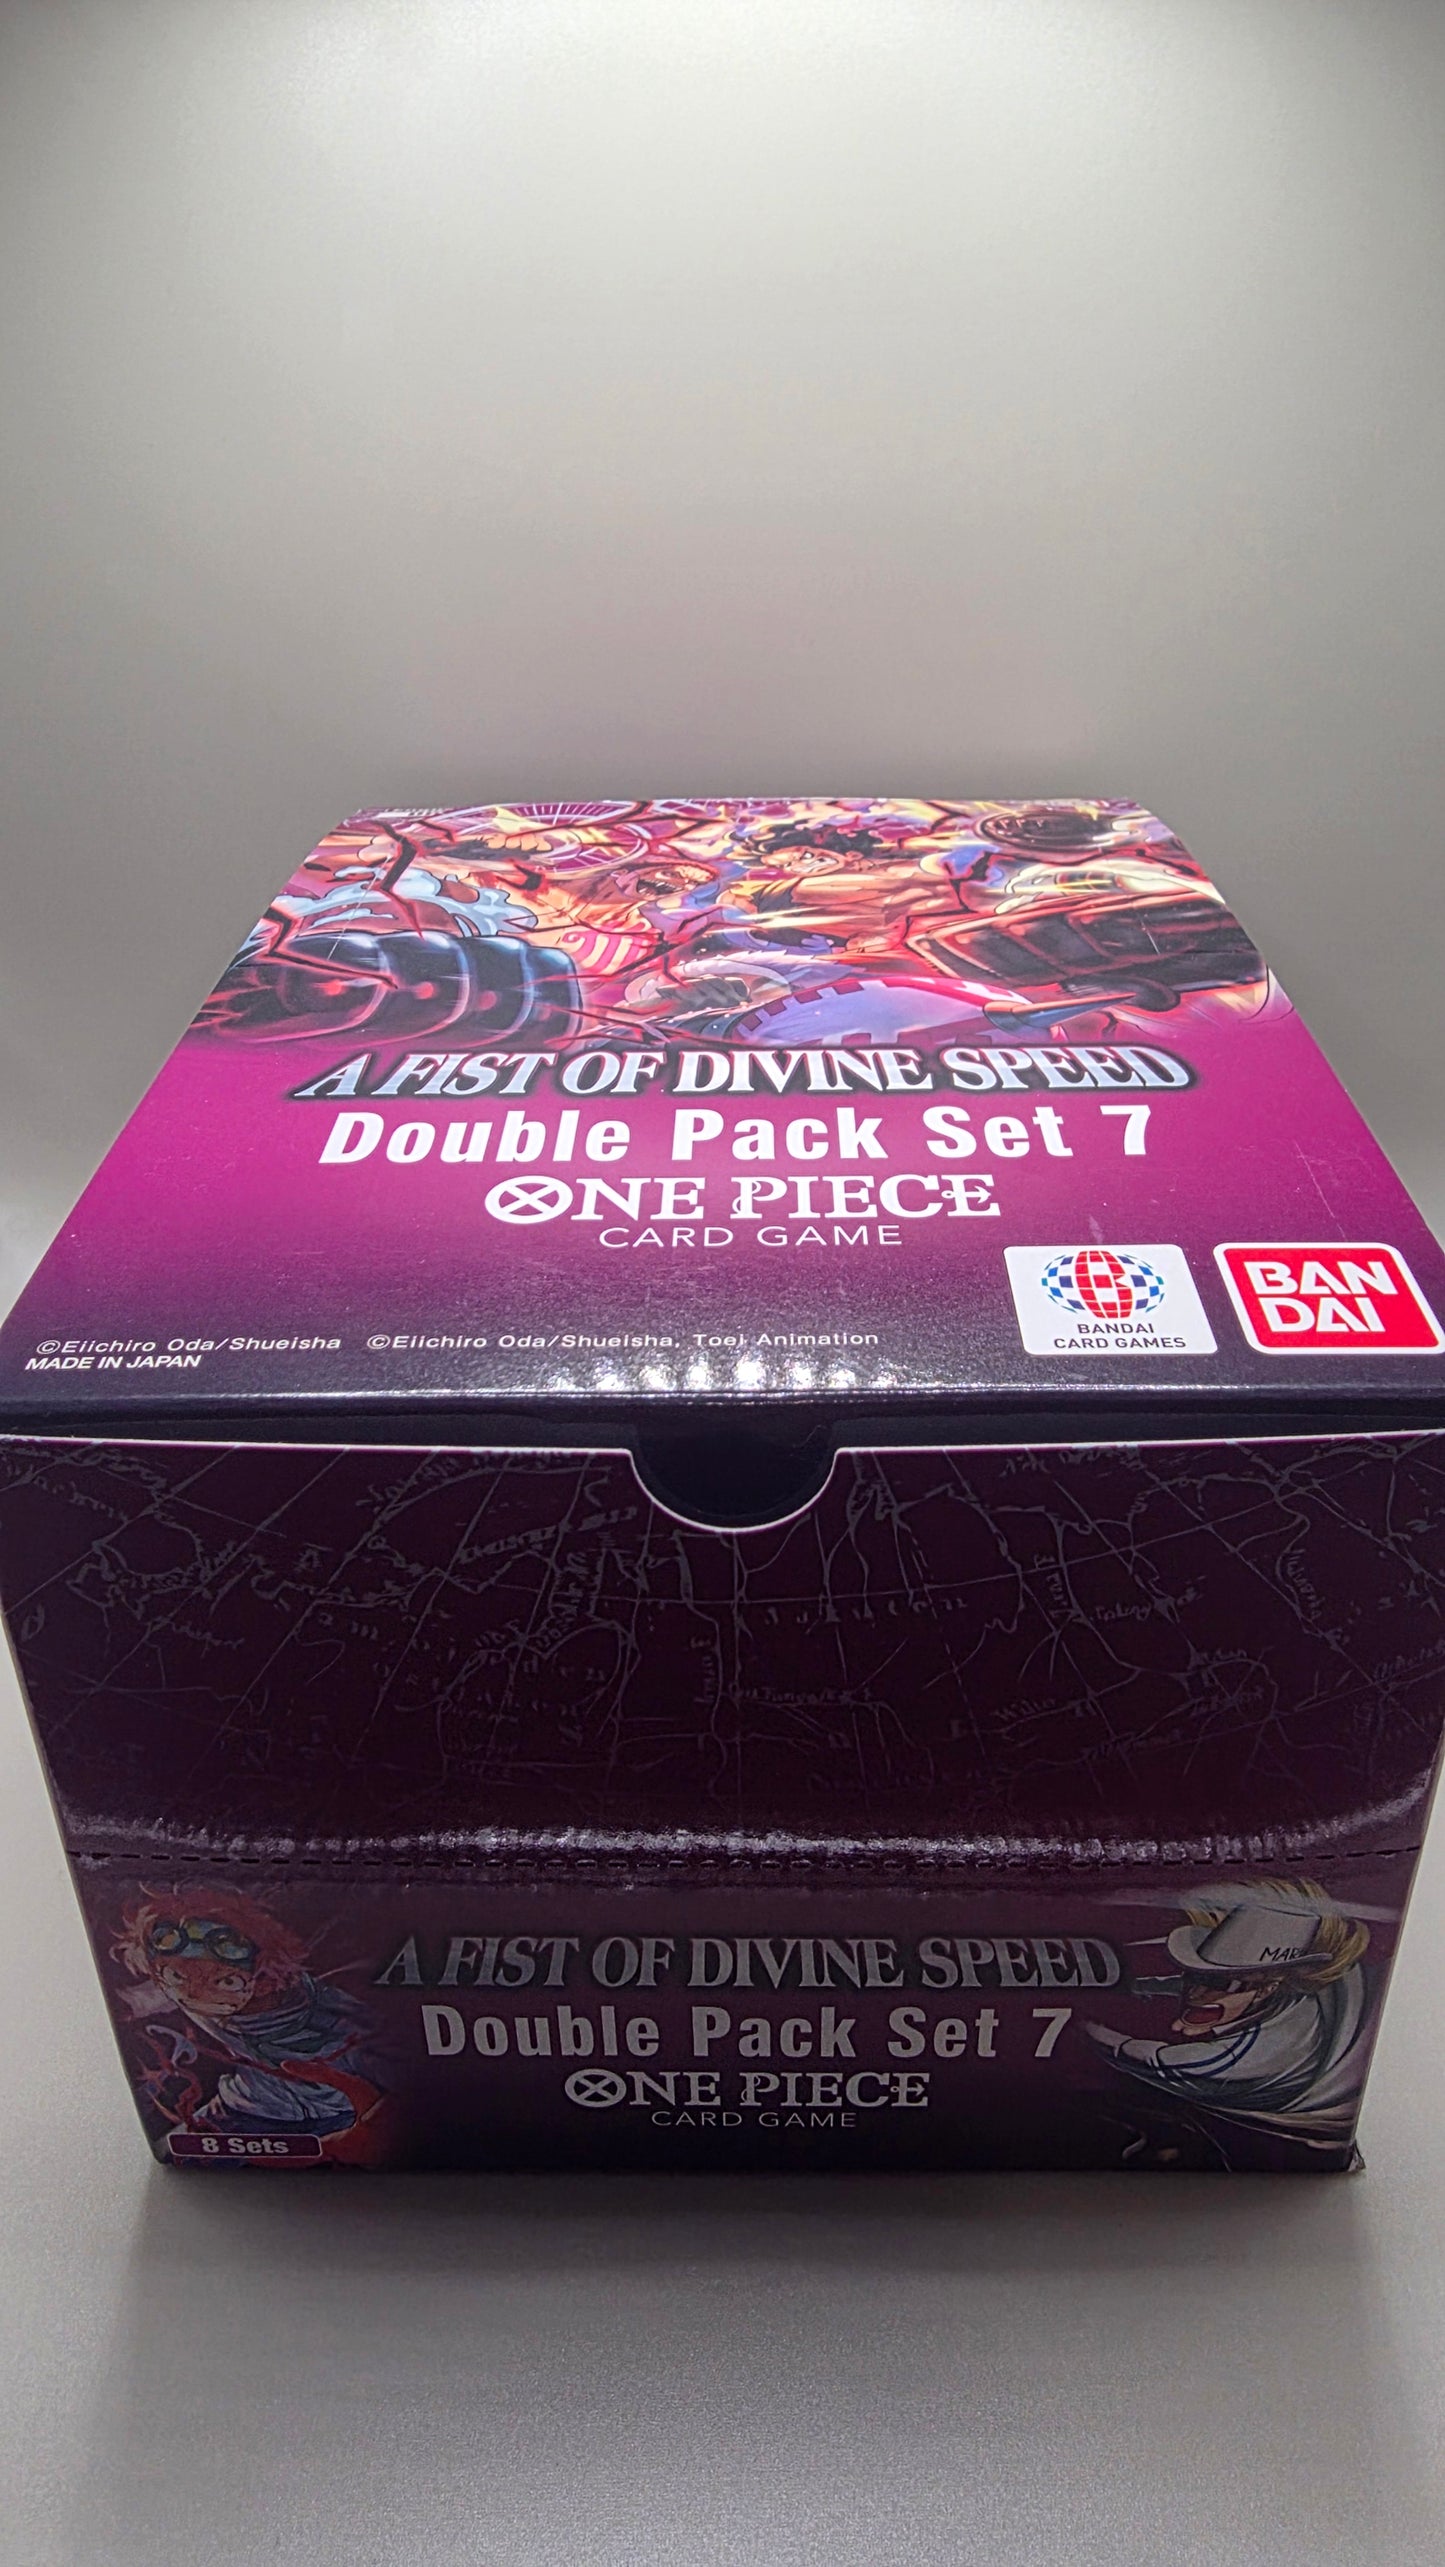 A FIST OF DIVINE SPEED
Double Pack Set 7
ONE PIECE
CARD GAME
BANDAI
CARD GAMES
BAN
DAI
©Eiichiro Oda/Shueisha ©Eiichiro Oda/Shueisha, Toei Animation
MADE IN JAPAN
A FIST OF DIVINE SPEED
Double Pack Set 7
ONE PIECE
CARD GAME
8 Sets